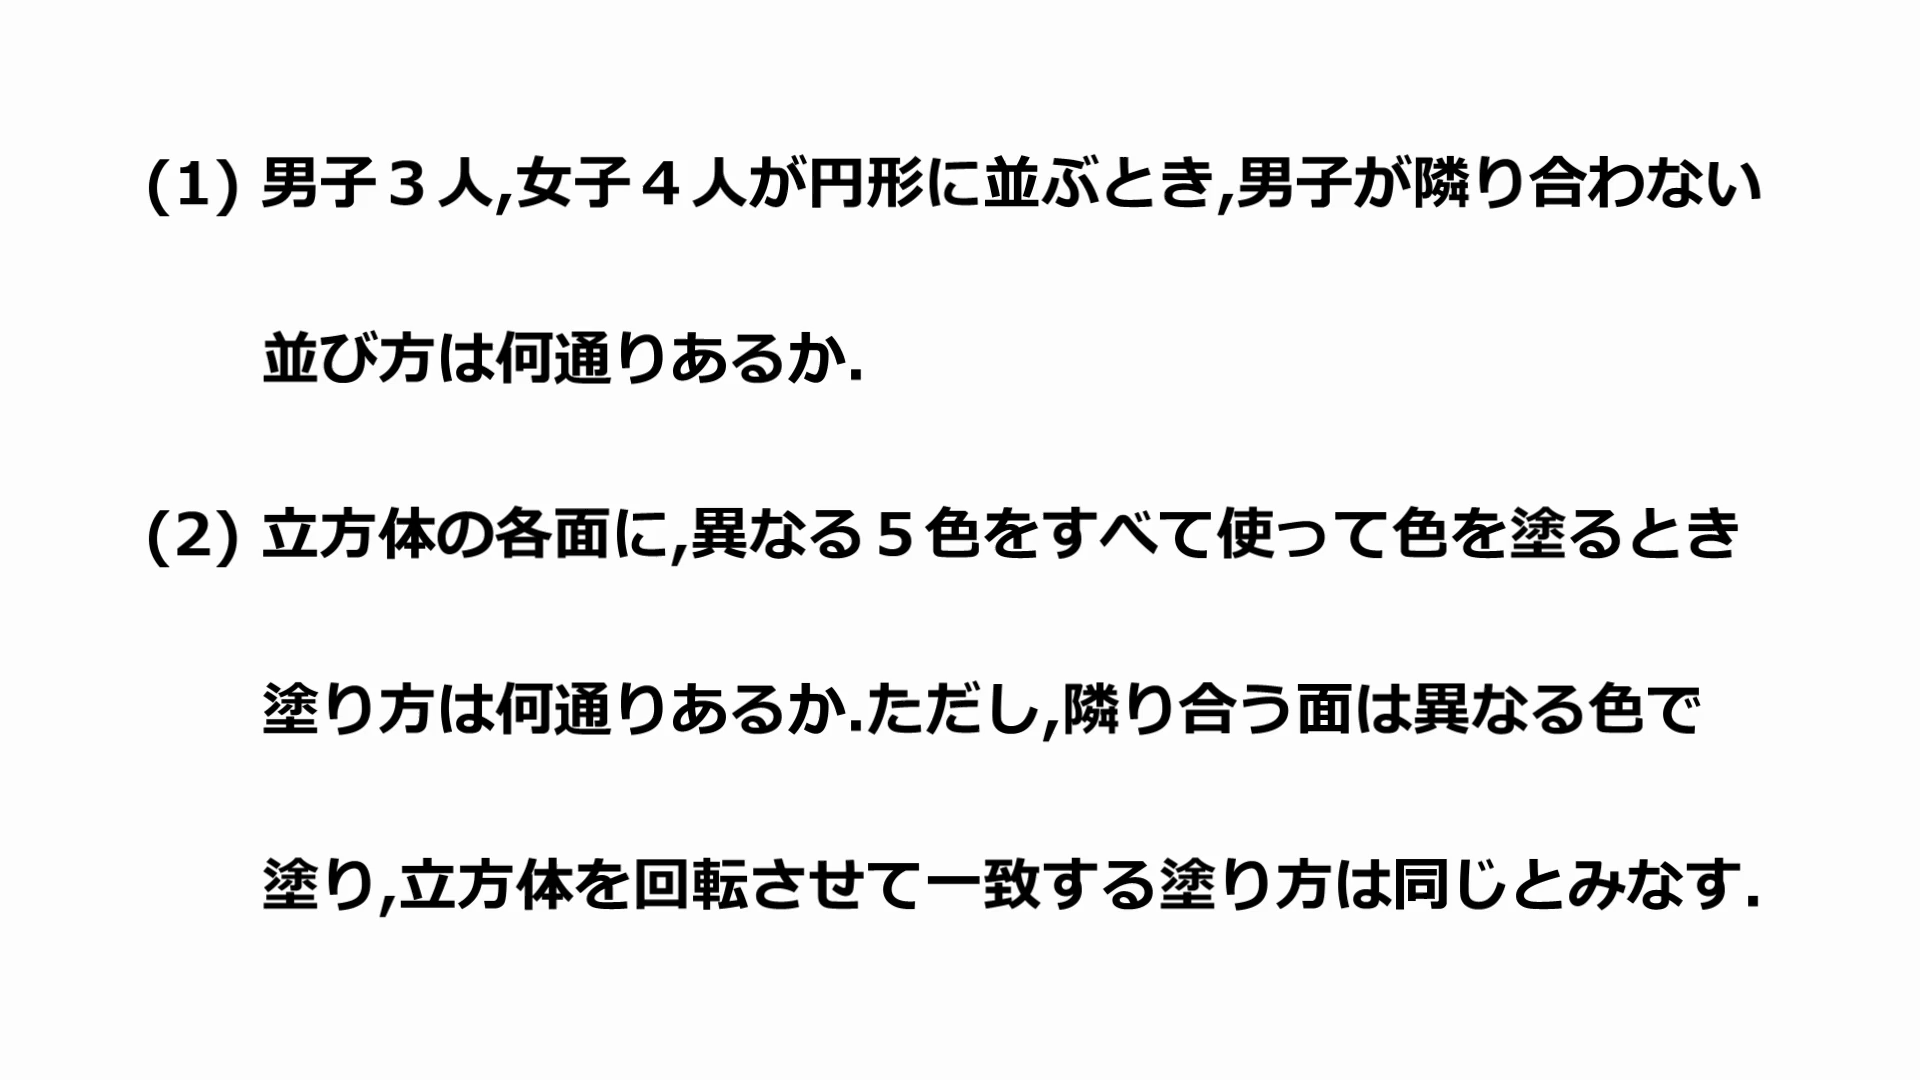 (1) 男子３人,女子４人が円形に並ぶとき,男子が隣り合わない
並び方は何通りあるか.
(2) 立方体の各面に,異なる５色をすべて使って色を塗るとき
塗り方は何通りあるか.ただし,隣り合う面は異なる色で
塗り,立方体を回転させて一致する塗り方は同じとみなす.